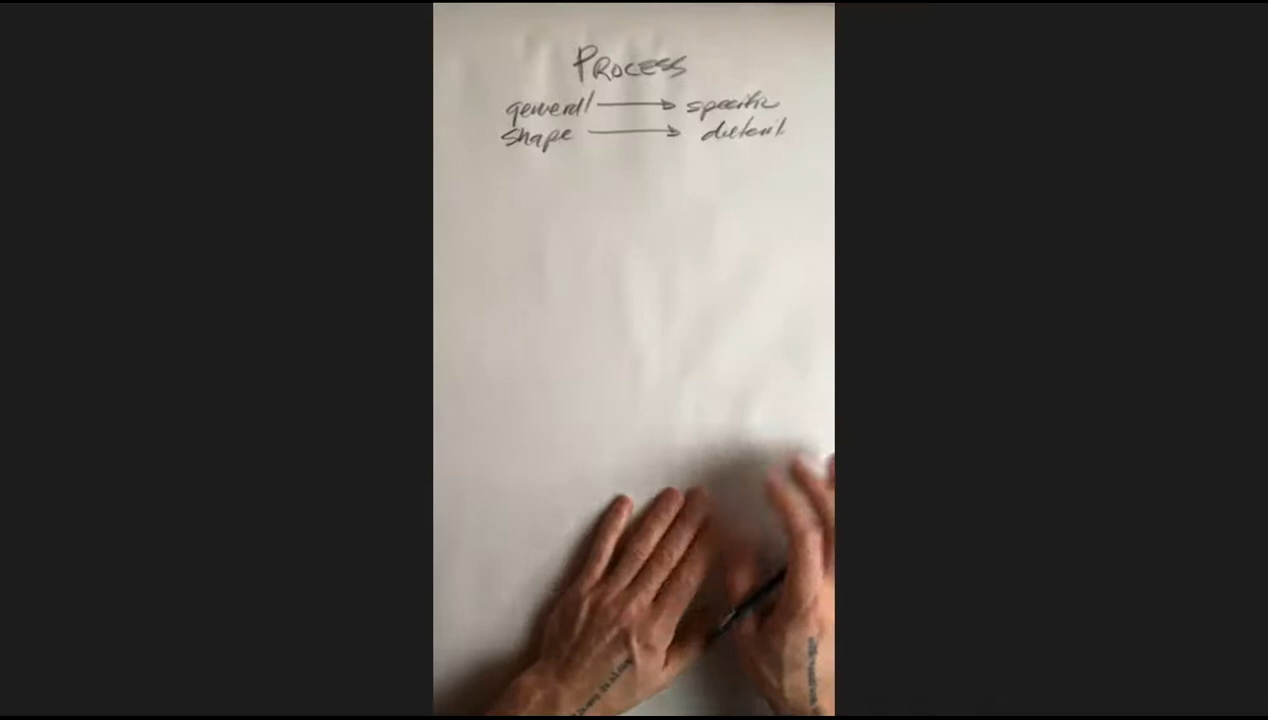 PROCESS
general → specific
shape → detail